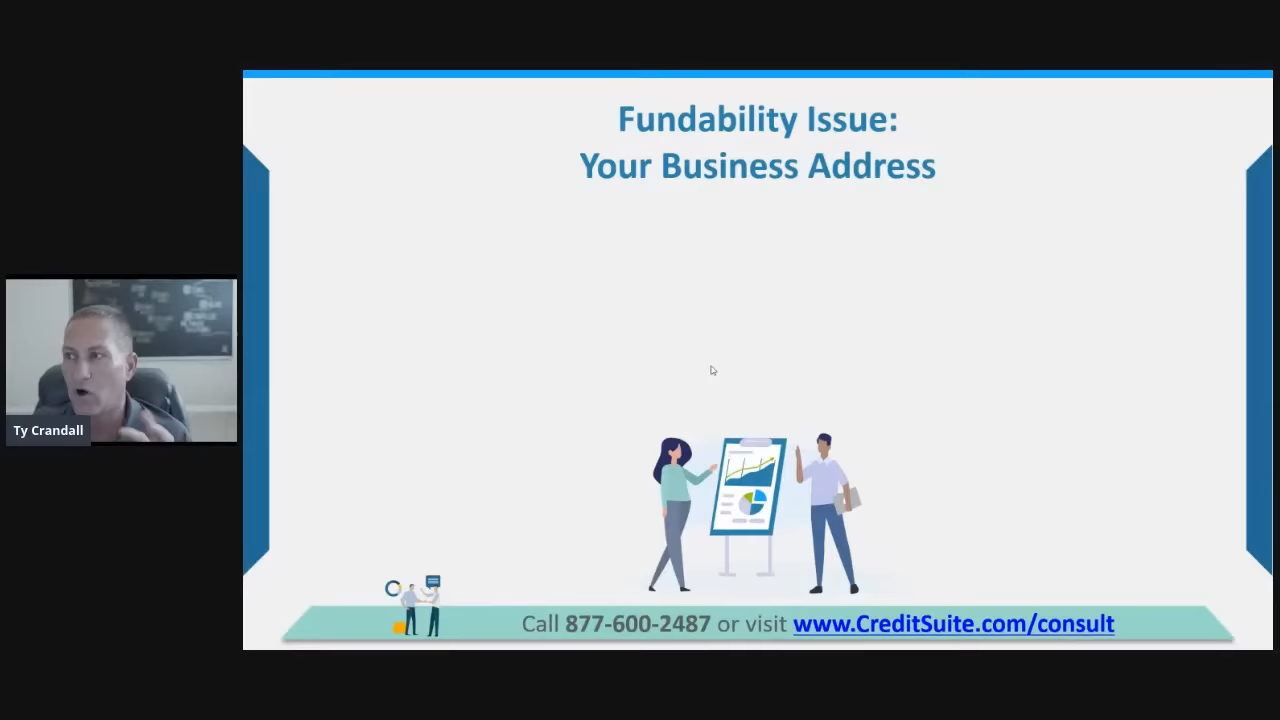 Fundability Issue:
Your Business Address
Ty Crandall
Call 877-600-2487 or visit www.CreditSuite.com/consult